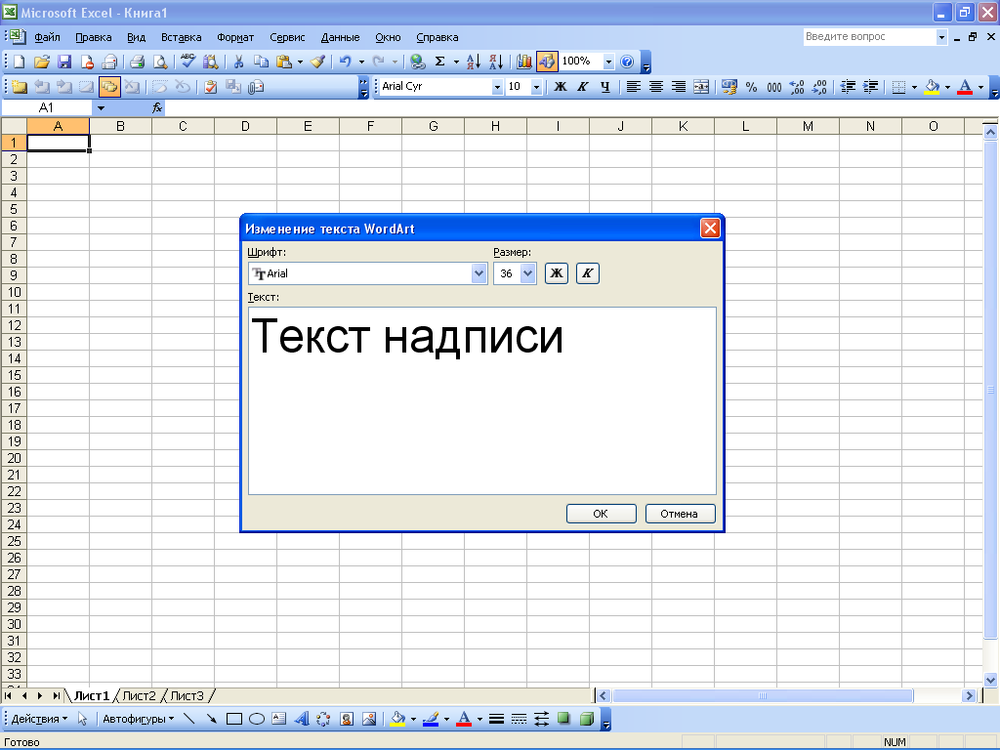 Microsoft Excel - Книга1
Файл Правка Вид Вставка Формат Сервис Данные Окно Справка Введите вопрос
100%
Arial Cyr 10 Ж К Ч % 000
A1 fx
A B C D E F G H I J K L M N O
1
2
3
4
5
6
7
8
9
10
11
12
13
14
15
16
17
18
19
20
21
22
23
24
25
26
27
28
29
30
31
32
33
Изменение текста WordArt
Шрифт: Размер:
Arial 36 Ж К
Текст:
Текст надписи
ОК Отмена
Лист1 Лист2 Лист3
Действия Автофигуры
Готово NUM